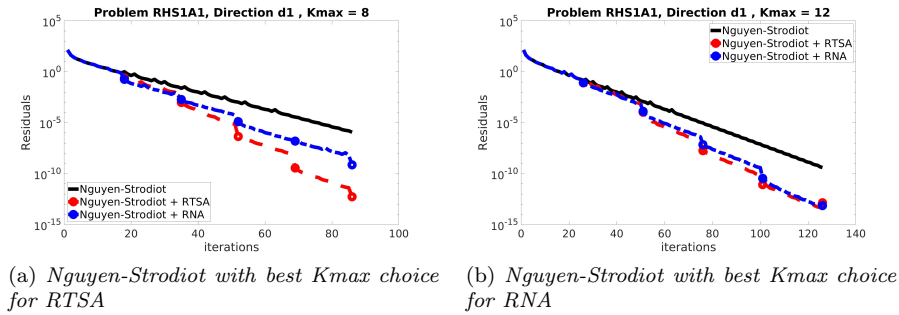 Problem RHS1A1, Direction d1 , Kmax = 8
10^5
10^0
10^-5
10^-10
10^-15
Residuals
Nguyen-Strodiot
Nguyen-Strodiot + RTSA
Nguyen-Strodiot + RNA
0 20 40 60 80 100
iterations
(a) Nguyen-Strodiot with best Kmax choice
for RTSA
Problem RHS1A1, Direction d1 , Kmax = 12
10^5
10^0
10^-5
10^-10
10^-15
Residuals
Nguyen-Strodiot
Nguyen-Strodiot + RTSA
Nguyen-Strodiot + RNA
0 20 40 60 80 100 120 140
iterations
(b) Nguyen-Strodiot with best Kmax choice
for RNA